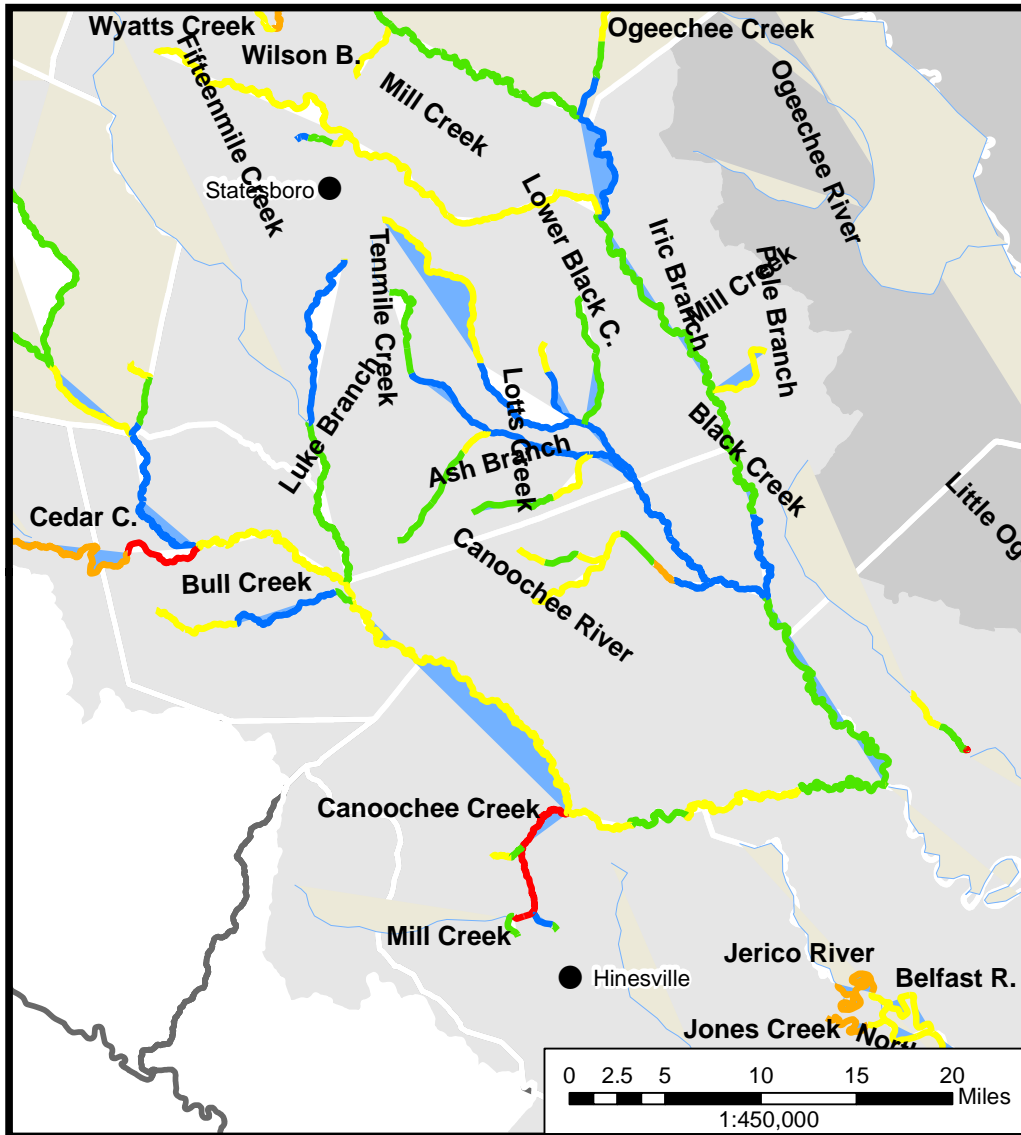 Wyatts Creek
Ogeechee Creek
Wilson B.
Fifteenmile Creek
Mill Creek
Ogeechee River
Statesboro
Lower Black C.
Iric Branch
Tenmile Creek
Mill Creek
Pole Branch
Luke Branch
Lotts Creek
Ash Branch
Black Creek
Little Og
Cedar C.
Canoochee River
Bull Creek
Canoochee Creek
Mill Creek
Hinesville
Jerico River
Belfast R.
Jones Creek
North
0 2.5 5 10 15 20
Miles
1:450,000